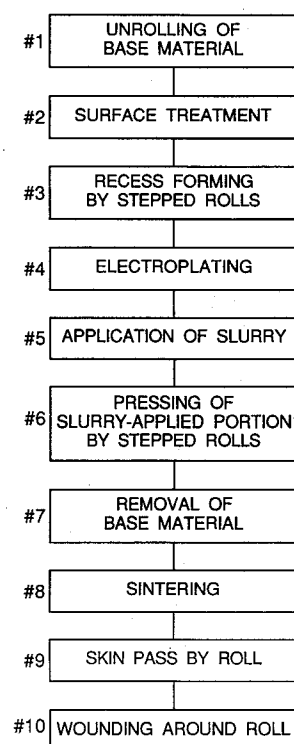 #1 UNROLLING OF
BASE MATERIAL
#2 SURFACE TREATMENT
#3 RECESS FORMING
BY STEPPED ROLLS
#4 ELECTROPLATING
#5 APPLICATION OF SLURRY
#6 PRESSING OF
SLURRY-APPLIED PORTION
BY STEPPED ROLLS
#7 REMOVAL OF
BASE MATERIAL
#8 SINTERING
#9 SKIN PASS BY ROLL
#10 WOUNDING AROUND ROLL